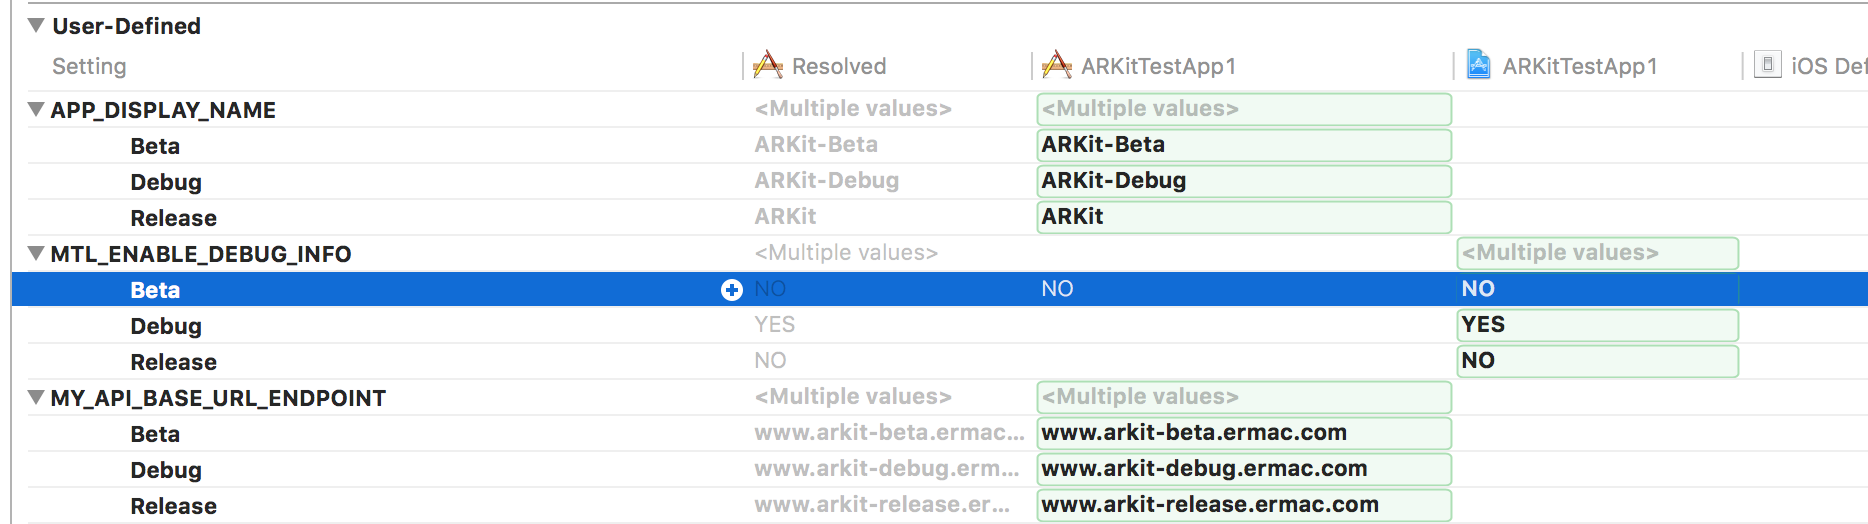 User-Defined
Setting Resolved ARKitTestApp1 ARKitTestApp1 iOS Def
APP_DISPLAY_NAME <Multiple values> <Multiple values>
Beta ARKit-Beta ARKit-Beta
Debug ARKit-Debug ARKit-Debug
Release ARKit ARKit
MTL_ENABLE_DEBUG_INFO <Multiple values> <Multiple values>
Beta NO NO NO
Debug YES YES
Release NO NO
MY_API_BASE_URL_ENDPOINT <Multiple values> <Multiple values>
Beta www.arkit-beta.ermac... www.arkit-beta.ermac.com
Debug www.arkit-debug.erm... www.arkit-debug.ermac.com
Release www.arkit-release.er... www.arkit-release.ermac.com